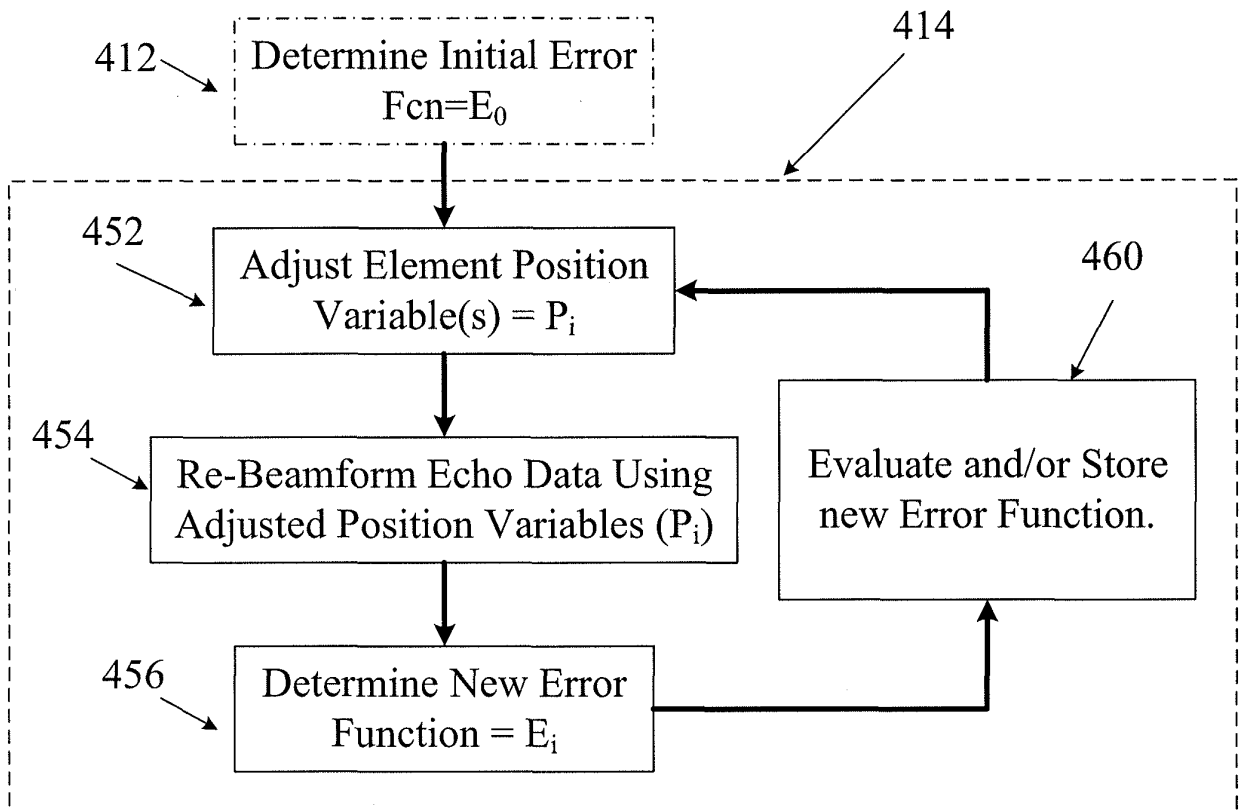 412
Determine Initial Error
Fcn=E₀
414
452
Adjust Element Position
Variable(s) = Pᵢ
460
454
Re-Beamform Echo Data Using
Adjusted Position Variables (Pᵢ)
Evaluate and/or Store
new Error Function.
456
Determine New Error
Function = Eᵢ